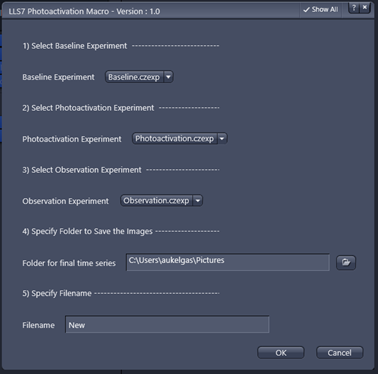 LLS7 Photoactivation Macro - Version : 1.0
Show All
? ×
1) Select Baseline Experiment ----------------------------
Baseline Experiment Baseline.czexp
2) Select Photoactivation Experiment ------------------------
Photoactivation Experiment Photoactivation.czexp
3) Select Observation Experiment ------------------------
Observation Experiment Observation.czexp
4) Specify Folder to Save the Images --------------------
Folder for final time series C:\Users\aukelgas\Pictures
5) Specify Filename --------------------------------
Filename New
OK Cancel